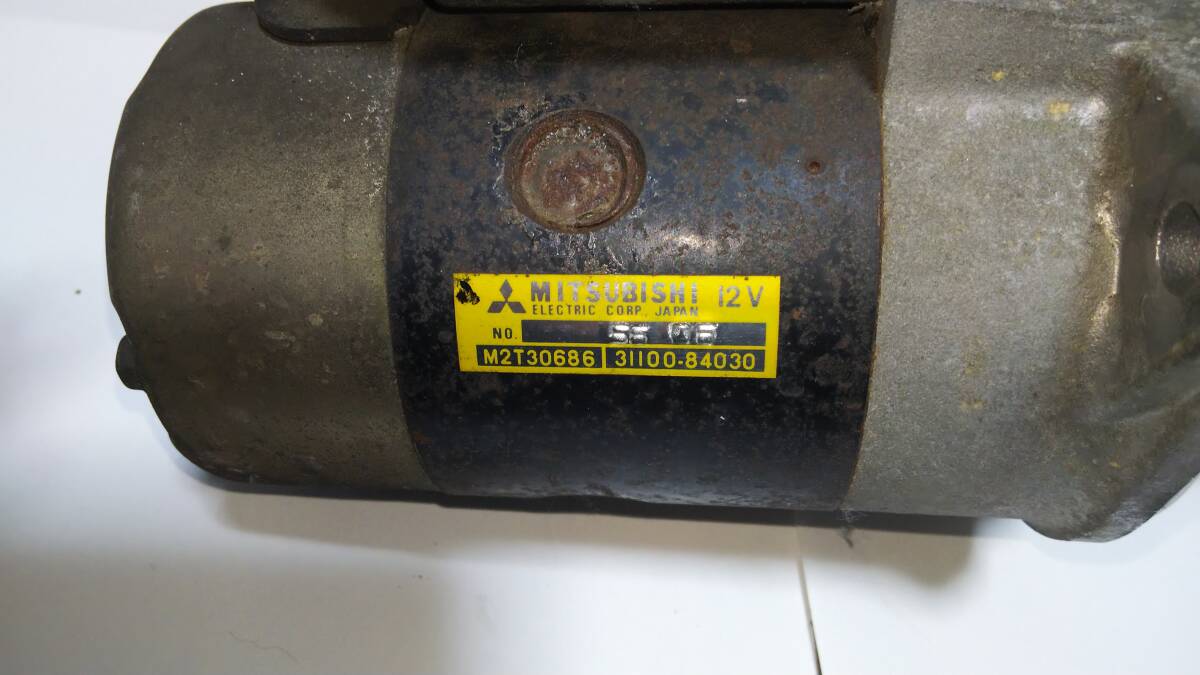 MITSUBISHI 12V
ELECTRIC CORP. JAPAN
NO.
M2T30686 31100-84030